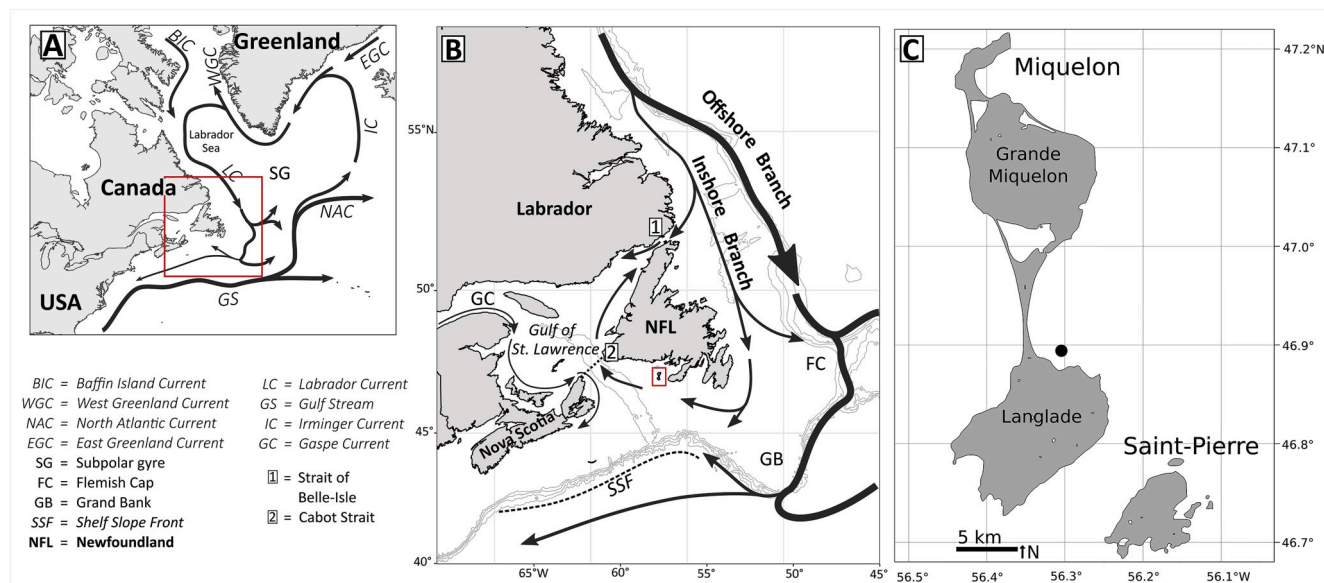 A
BIC
Greenland
WGC
EGC
Labrador
Sea
IC
LC
SG
Canada
NAC
USA
GS
BIC = Baffin Island Current
WGC = West Greenland Current
NAC = North Atlantic Current
EGC = East Greenland Current
SG = Subpolar gyre
FC = Flemish Cap
GB = Grand Bank
SSF = Shelf Slope Front
NFL = Newfoundland
LC = Labrador Current
GS = Gulf Stream
IC = Irminger Current
GC = Gaspe Current
1 = Strait of
Belle-Isle
2 = Cabot Strait
B
Offshore Branch
Inshore Branch
55°N
Labrador
1
50°
GC
Gulf of
St. Lawrence
NFL
2
FC
45°
Nova Scotia
GB
SSF
40°
65°W 60° 55° 50° 45°
C
47.2°N
Miquelon
47.1°
Grande
Miquelon
47.0°
46.9°
Langlade
46.8°
Saint-Pierre
5 km
↑N
46.7°
56.5° 56.4° 56.3° 56.2° 56.1°W